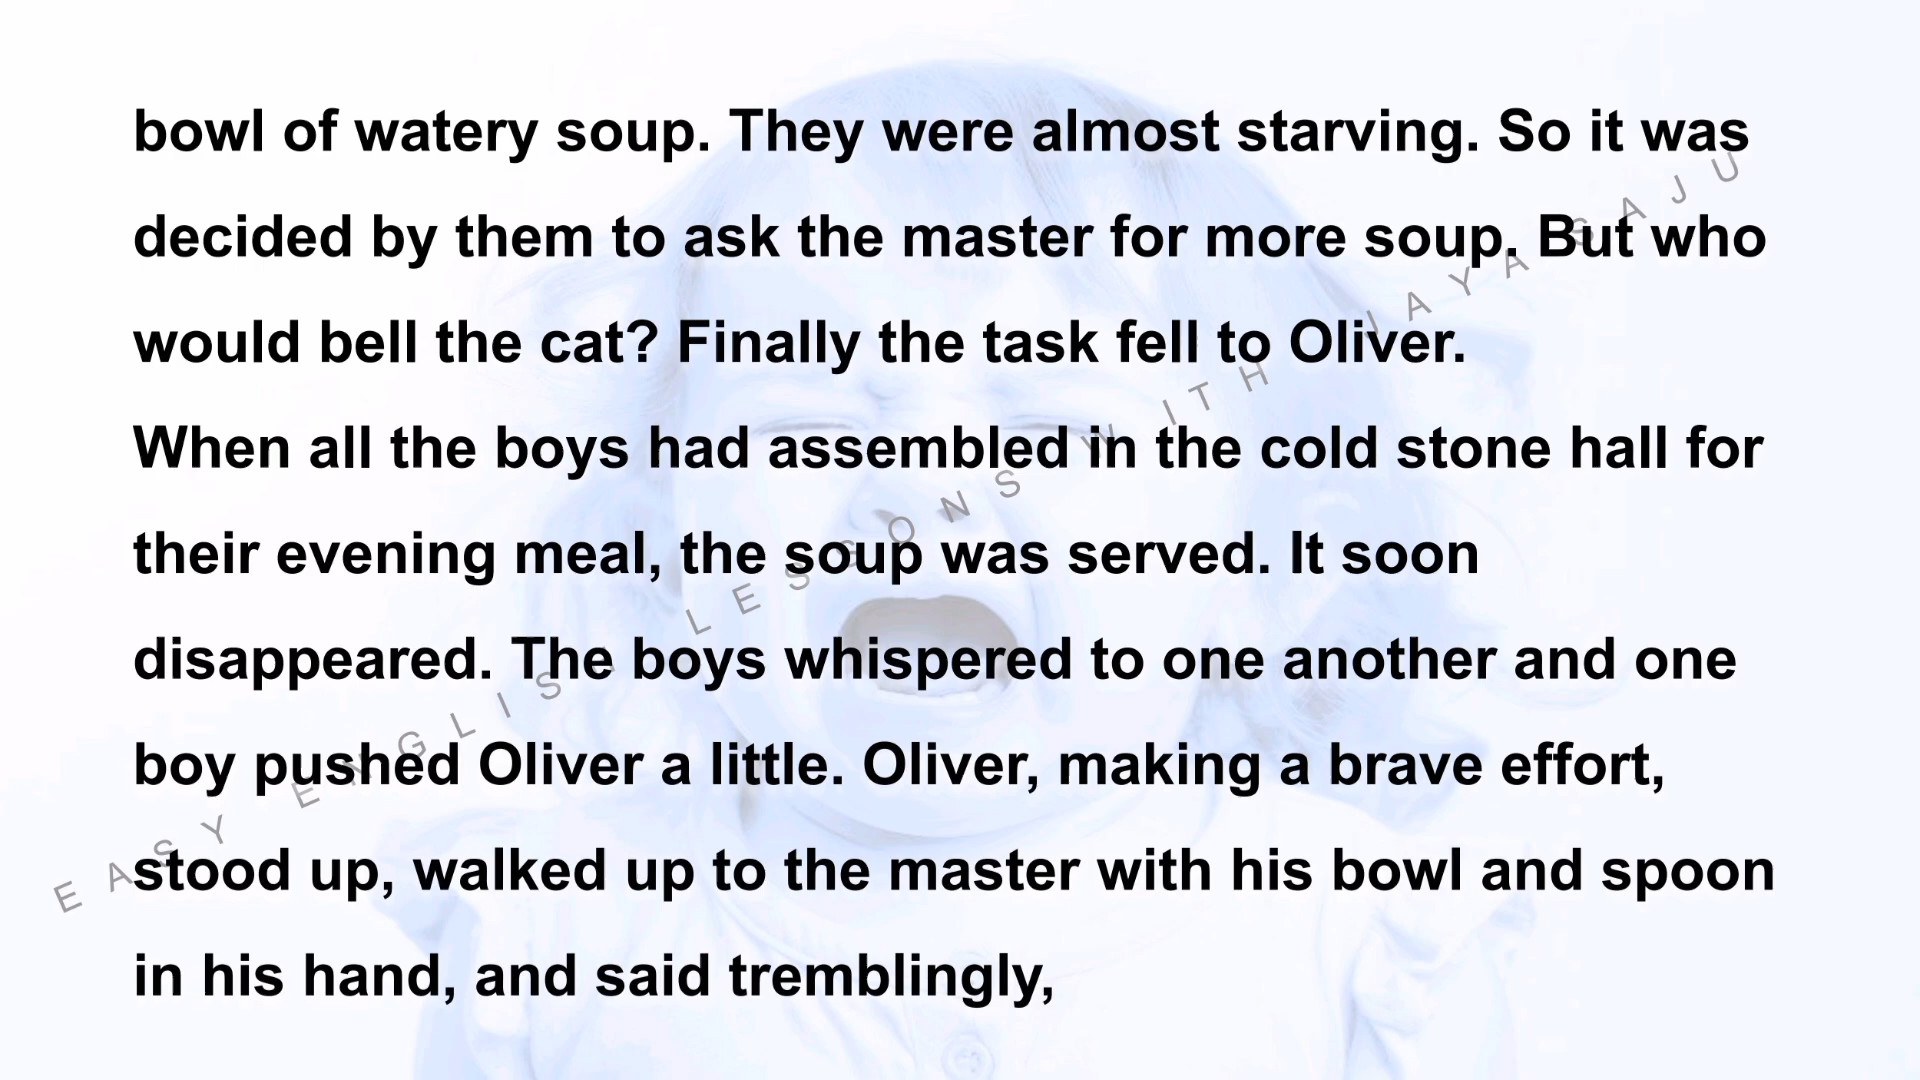 bowl of watery soup. They were almost starving. So it was
decided by them to ask the master for more soup. But who
would bell the cat? Finally the task fell to Oliver.
When all the boys had assembled in the cold stone hall for
their evening meal, the soup was served. It soon
disappeared. The boys whispered to one another and one
boy pushed Oliver a little. Oliver, making a brave effort,
stood up, walked up to the master with his bowl and spoon
in his hand, and said tremblingly,
EASY ENGLIS LESSONS WITH JAYA SAJU